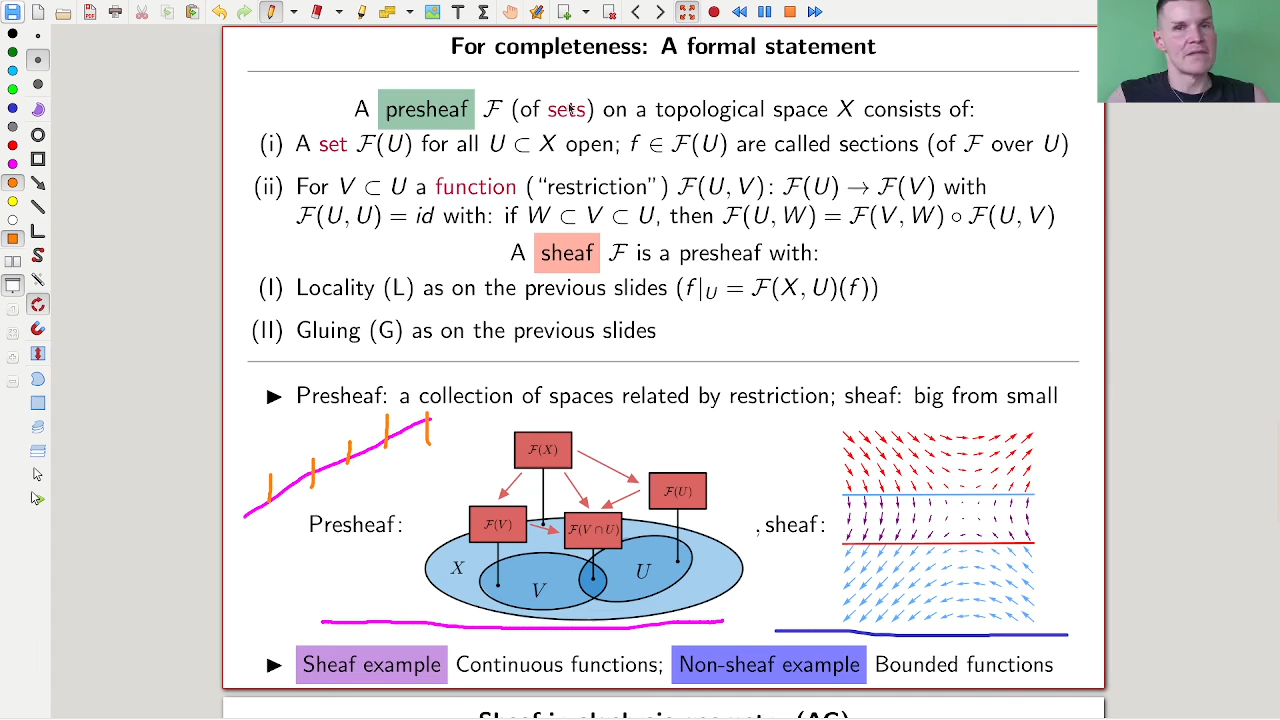 For completeness: A formal statement
A presheaf ℱ (of sets) on a topological space X consists of:
(i) A set ℱ(U) for all U ⊂ X open; f ∈ ℱ(U) are called sections (of ℱ over U)
(ii) For V ⊂ U a function (“restriction”) ℱ(U, V): ℱ(U) → ℱ(V) with
ℱ(U, U) = id with: if W ⊂ V ⊂ U, then ℱ(U, W) = ℱ(V, W) ∘ ℱ(U, V)
A sheaf ℱ is a presheaf with:
(I) Locality (L) as on the previous slides (f|_U = ℱ(X, U)(f))
(II) Gluing (G) as on the previous slides
▶ Presheaf: a collection of spaces related by restriction; sheaf: big from small
ℱ(X)
ℱ(U)
ℱ(V)
ℱ(V ∩ U)
Presheaf:
, sheaf:
X
V
U
▶ Sheaf example Continuous functions; Non-sheaf example Bounded functions